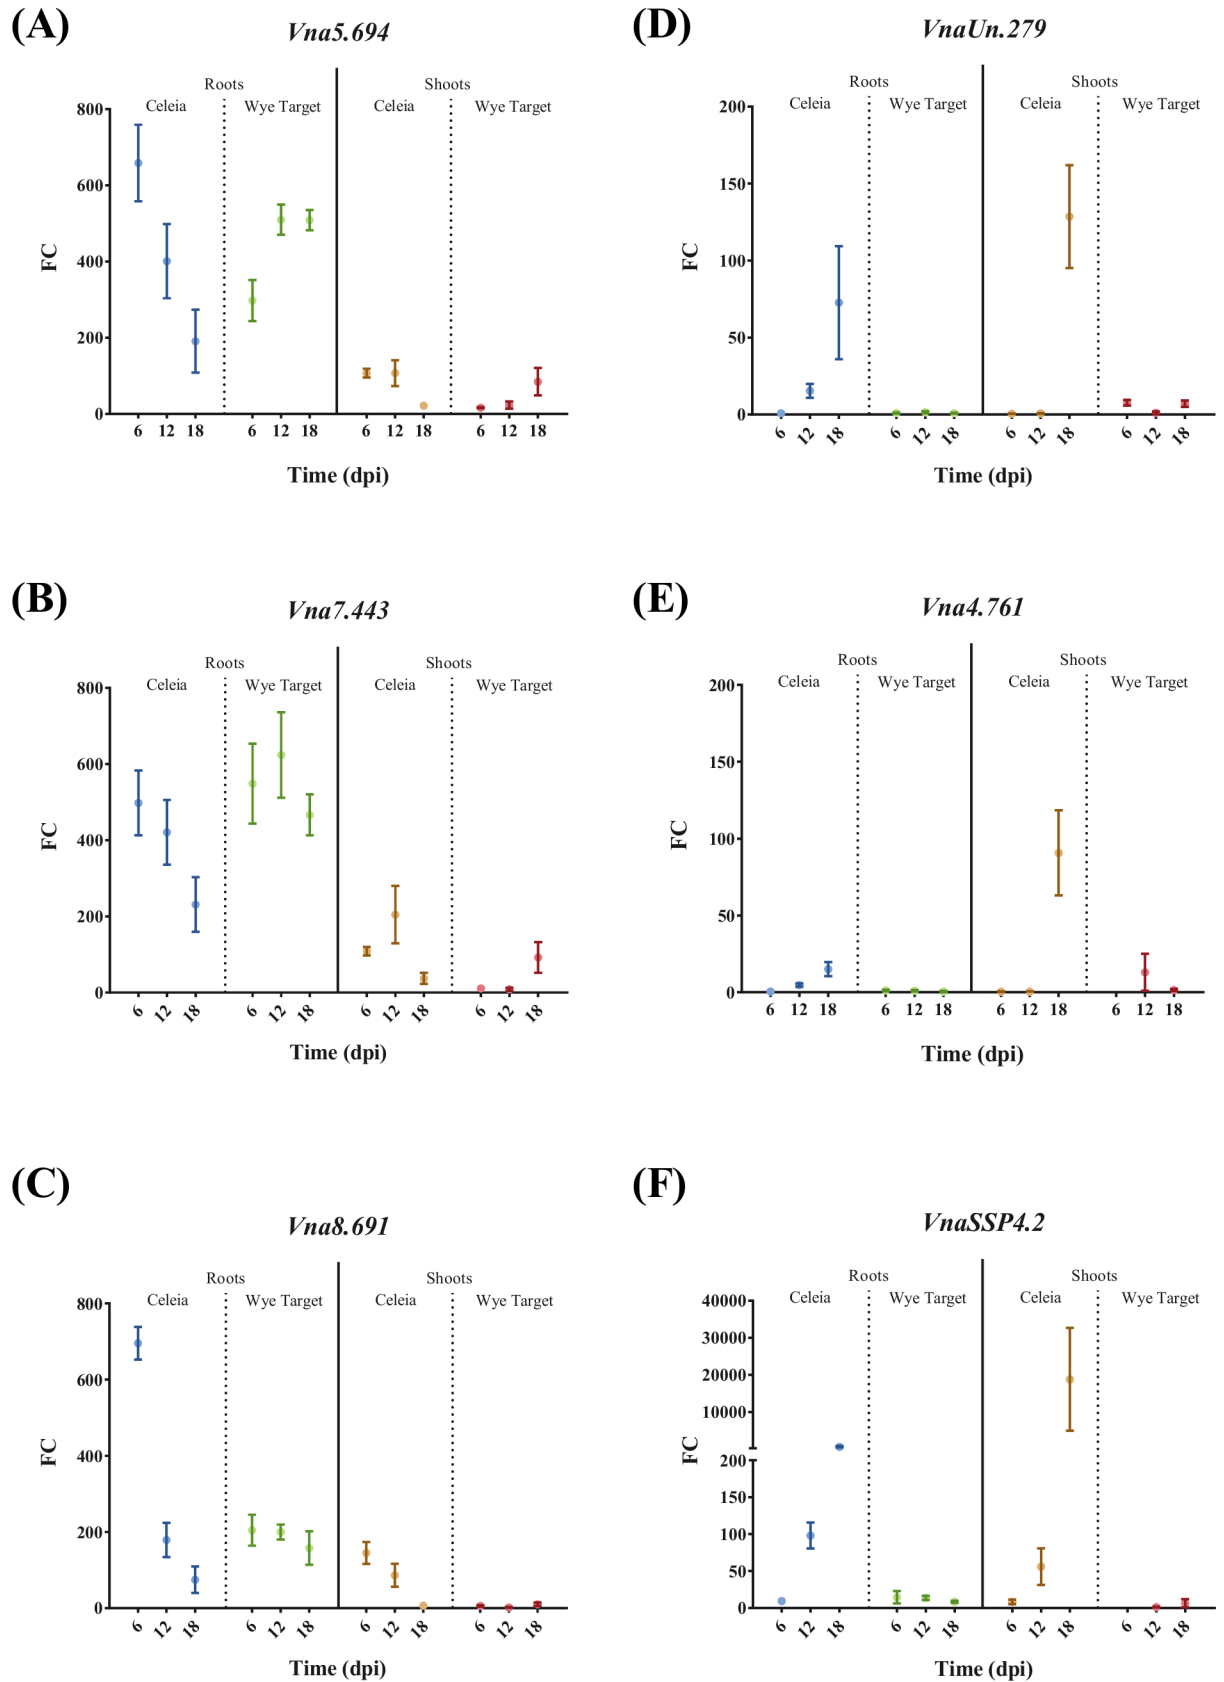 (A)
Vna5.694
Roots
Shoots
Celeia
Wye Target
Celeia
Wye Target
800
600
400
200
0
FC
6 12 18 6 12 18 6 12 18 6 12 18
Time (dpi)
(D)
VnaUn.279
Roots
Shoots
Celeia
Wye Target
Celeia
Wye Target
200
150
100
50
0
FC
6 12 18 6 12 18 6 12 18 6 12 18
Time (dpi)
(B)
Vna7.443
Roots
Shoots
Celeia
Wye Target
Celeia
Wye Target
800
600
400
200
0
FC
6 12 18 6 12 18 6 12 18 6 12 18
Time (dpi)
(E)
Vna4.761
Roots
Shoots
Celeia
Wye Target
Celeia
Wye Target
200
150
100
50
0
FC
6 12 18 6 12 18 6 12 18 6 12 18
Time (dpi)
(C)
Vna8.691
Roots
Shoots
Celeia
Wye Target
Celeia
Wye Target
800
600
400
200
0
FC
6 12 18 6 12 18 6 12 18 6 12 18
Time (dpi)
(F)
VnaSSP4.2
Roots
Shoots
Celeia
Wye Target
Celeia
Wye Target
40000
30000
20000
10000
200
150
100
50
0
FC
6 12 18 6 12 18 6 12 18 6 12 18
Time (dpi)